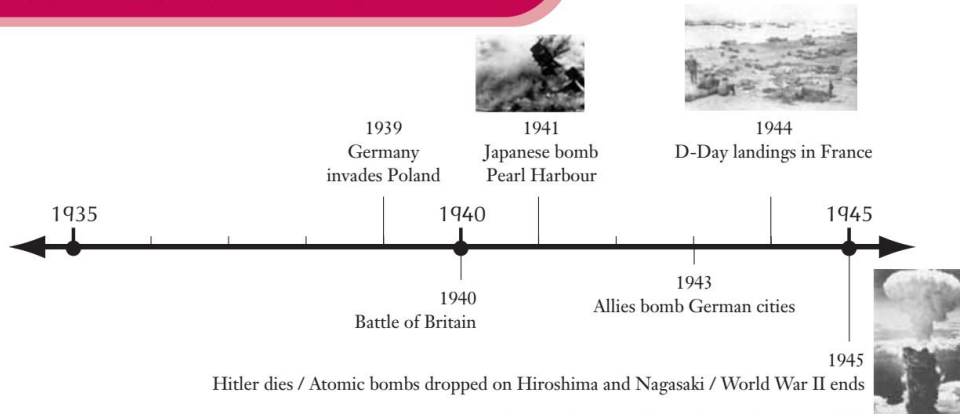 1939
Germany
invades Poland
1941
Japanese bomb
Pearl Harbour
1944
D-Day landings in France
1935
1940
1945
1940
Battle of Britain
1943
Allies bomb German cities
1945
Hitler dies / Atomic bombs dropped on Hiroshima and Nagasaki / World War II ends